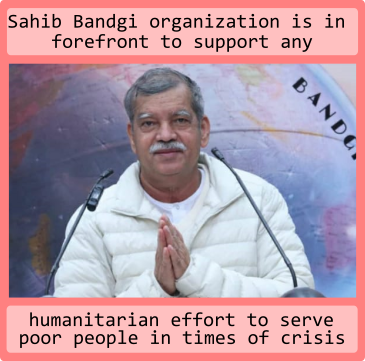 Sahib Bandgi organization is in
forefront to support any
BANDG
humanitarian effort to serve
poor people in times of crisis